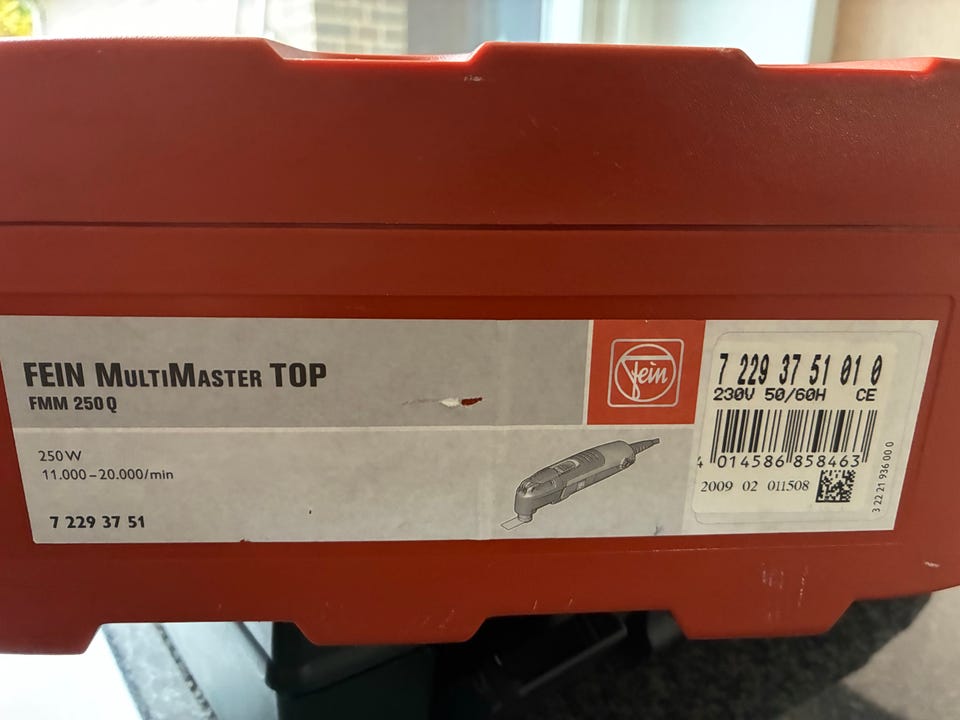 FEIN MULTIMASTER TOP
FMM 250 Q
250 W
11.000 – 20.000/min
7 229 37 51
fein
7 229 37 51 01 0
230V 50/60H CE
4 014586 858463
2009 02 011508
3 22 21 936 00 0